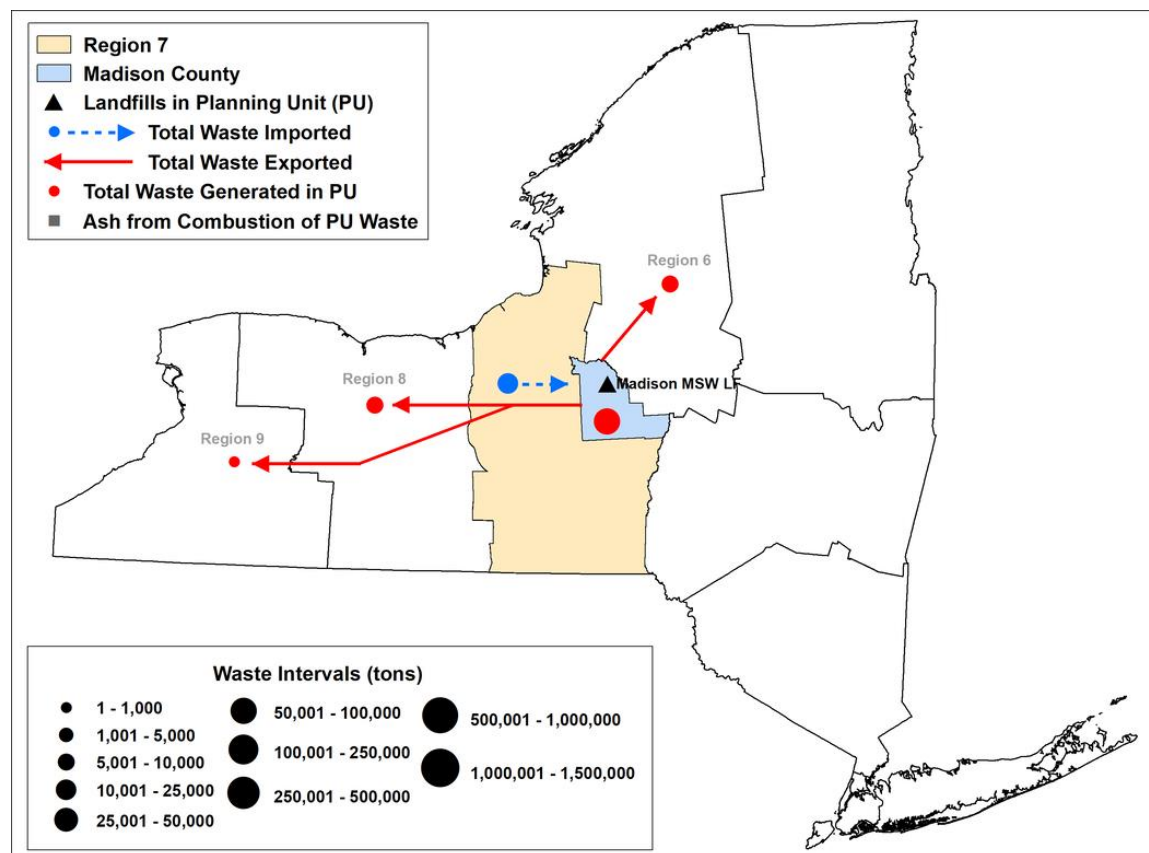 Region 7
Madison County
Landfills in Planning Unit (PU)
Total Waste Imported
Total Waste Exported
Total Waste Generated in PU
Ash from Combustion of PU Waste
Region 6
Region 8
Madison MSW LF
Region 9
Waste Intervals (tons)
1 - 1,000
1,001 - 5,000
5,001 - 10,000
10,001 - 25,000
25,001 - 50,000
50,001 - 100,000
100,001 - 250,000
250,001 - 500,000
500,001 - 1,000,000
1,000,001 - 1,500,000